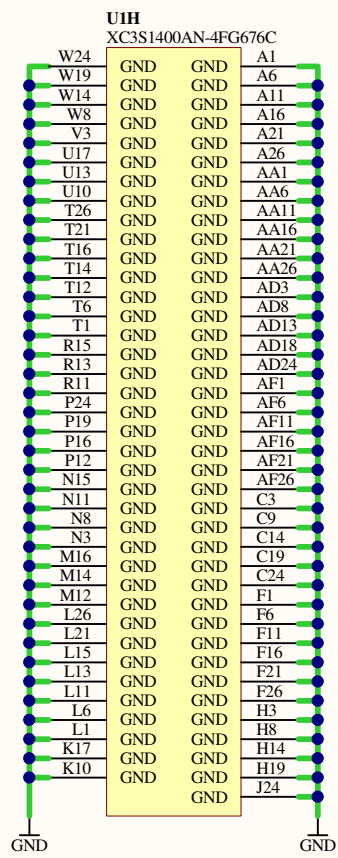 U1H
XC3S1400AN-4FG676C
W24 GND GND A1
W19 GND GND A6
W14 GND GND A11
W8 GND GND A16
V3 GND GND A21
U17 GND GND A26
U13 GND GND AA1
U10 GND GND AA6
T26 GND GND AA11
T21 GND GND AA16
T16 GND GND AA21
T14 GND GND AA26
T12 GND GND AD3
T6 GND GND AD8
T1 GND GND AD13
R15 GND GND AD18
R13 GND GND AD24
R11 GND GND AF1
P24 GND GND AF6
P19 GND GND AF11
P16 GND GND AF16
P12 GND GND AF21
N15 GND GND AF26
N11 GND GND C3
N8 GND GND C9
N3 GND GND C14
M16 GND GND C19
M14 GND GND C24
M12 GND GND F1
L26 GND GND F6
L21 GND GND F11
L15 GND GND F16
L13 GND GND F21
L11 GND GND F26
L6 GND GND H3
L1 GND GND H8
K17 GND GND H14
K10 GND GND H19
GND J24
GND GND